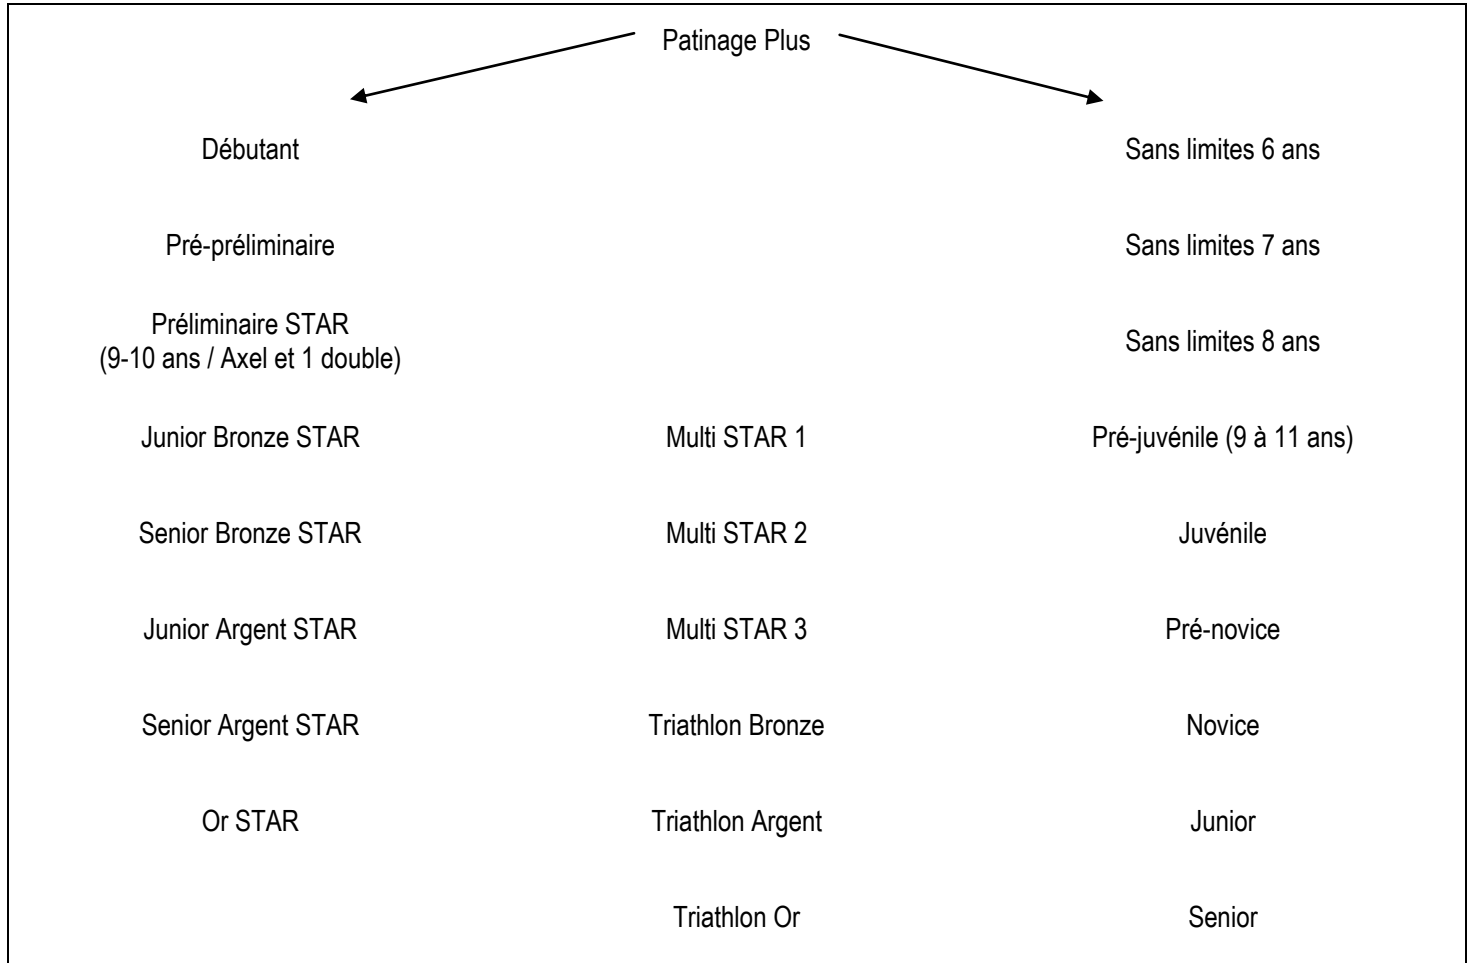 Patinage Plus
Débutant
Sans limites 6 ans
Pré-préliminaire
Sans limites 7 ans
Préliminaire STAR
(9-10 ans / Axel et 1 double)
Sans limites 8 ans
Junior Bronze STAR
Multi STAR 1
Pré-juvénile (9 à 11 ans)
Senior Bronze STAR
Multi STAR 2
Juvénile
Junior Argent STAR
Multi STAR 3
Pré-novice
Senior Argent STAR
Triathlon Bronze
Novice
Or STAR
Triathlon Argent
Junior
Triathlon Or
Senior